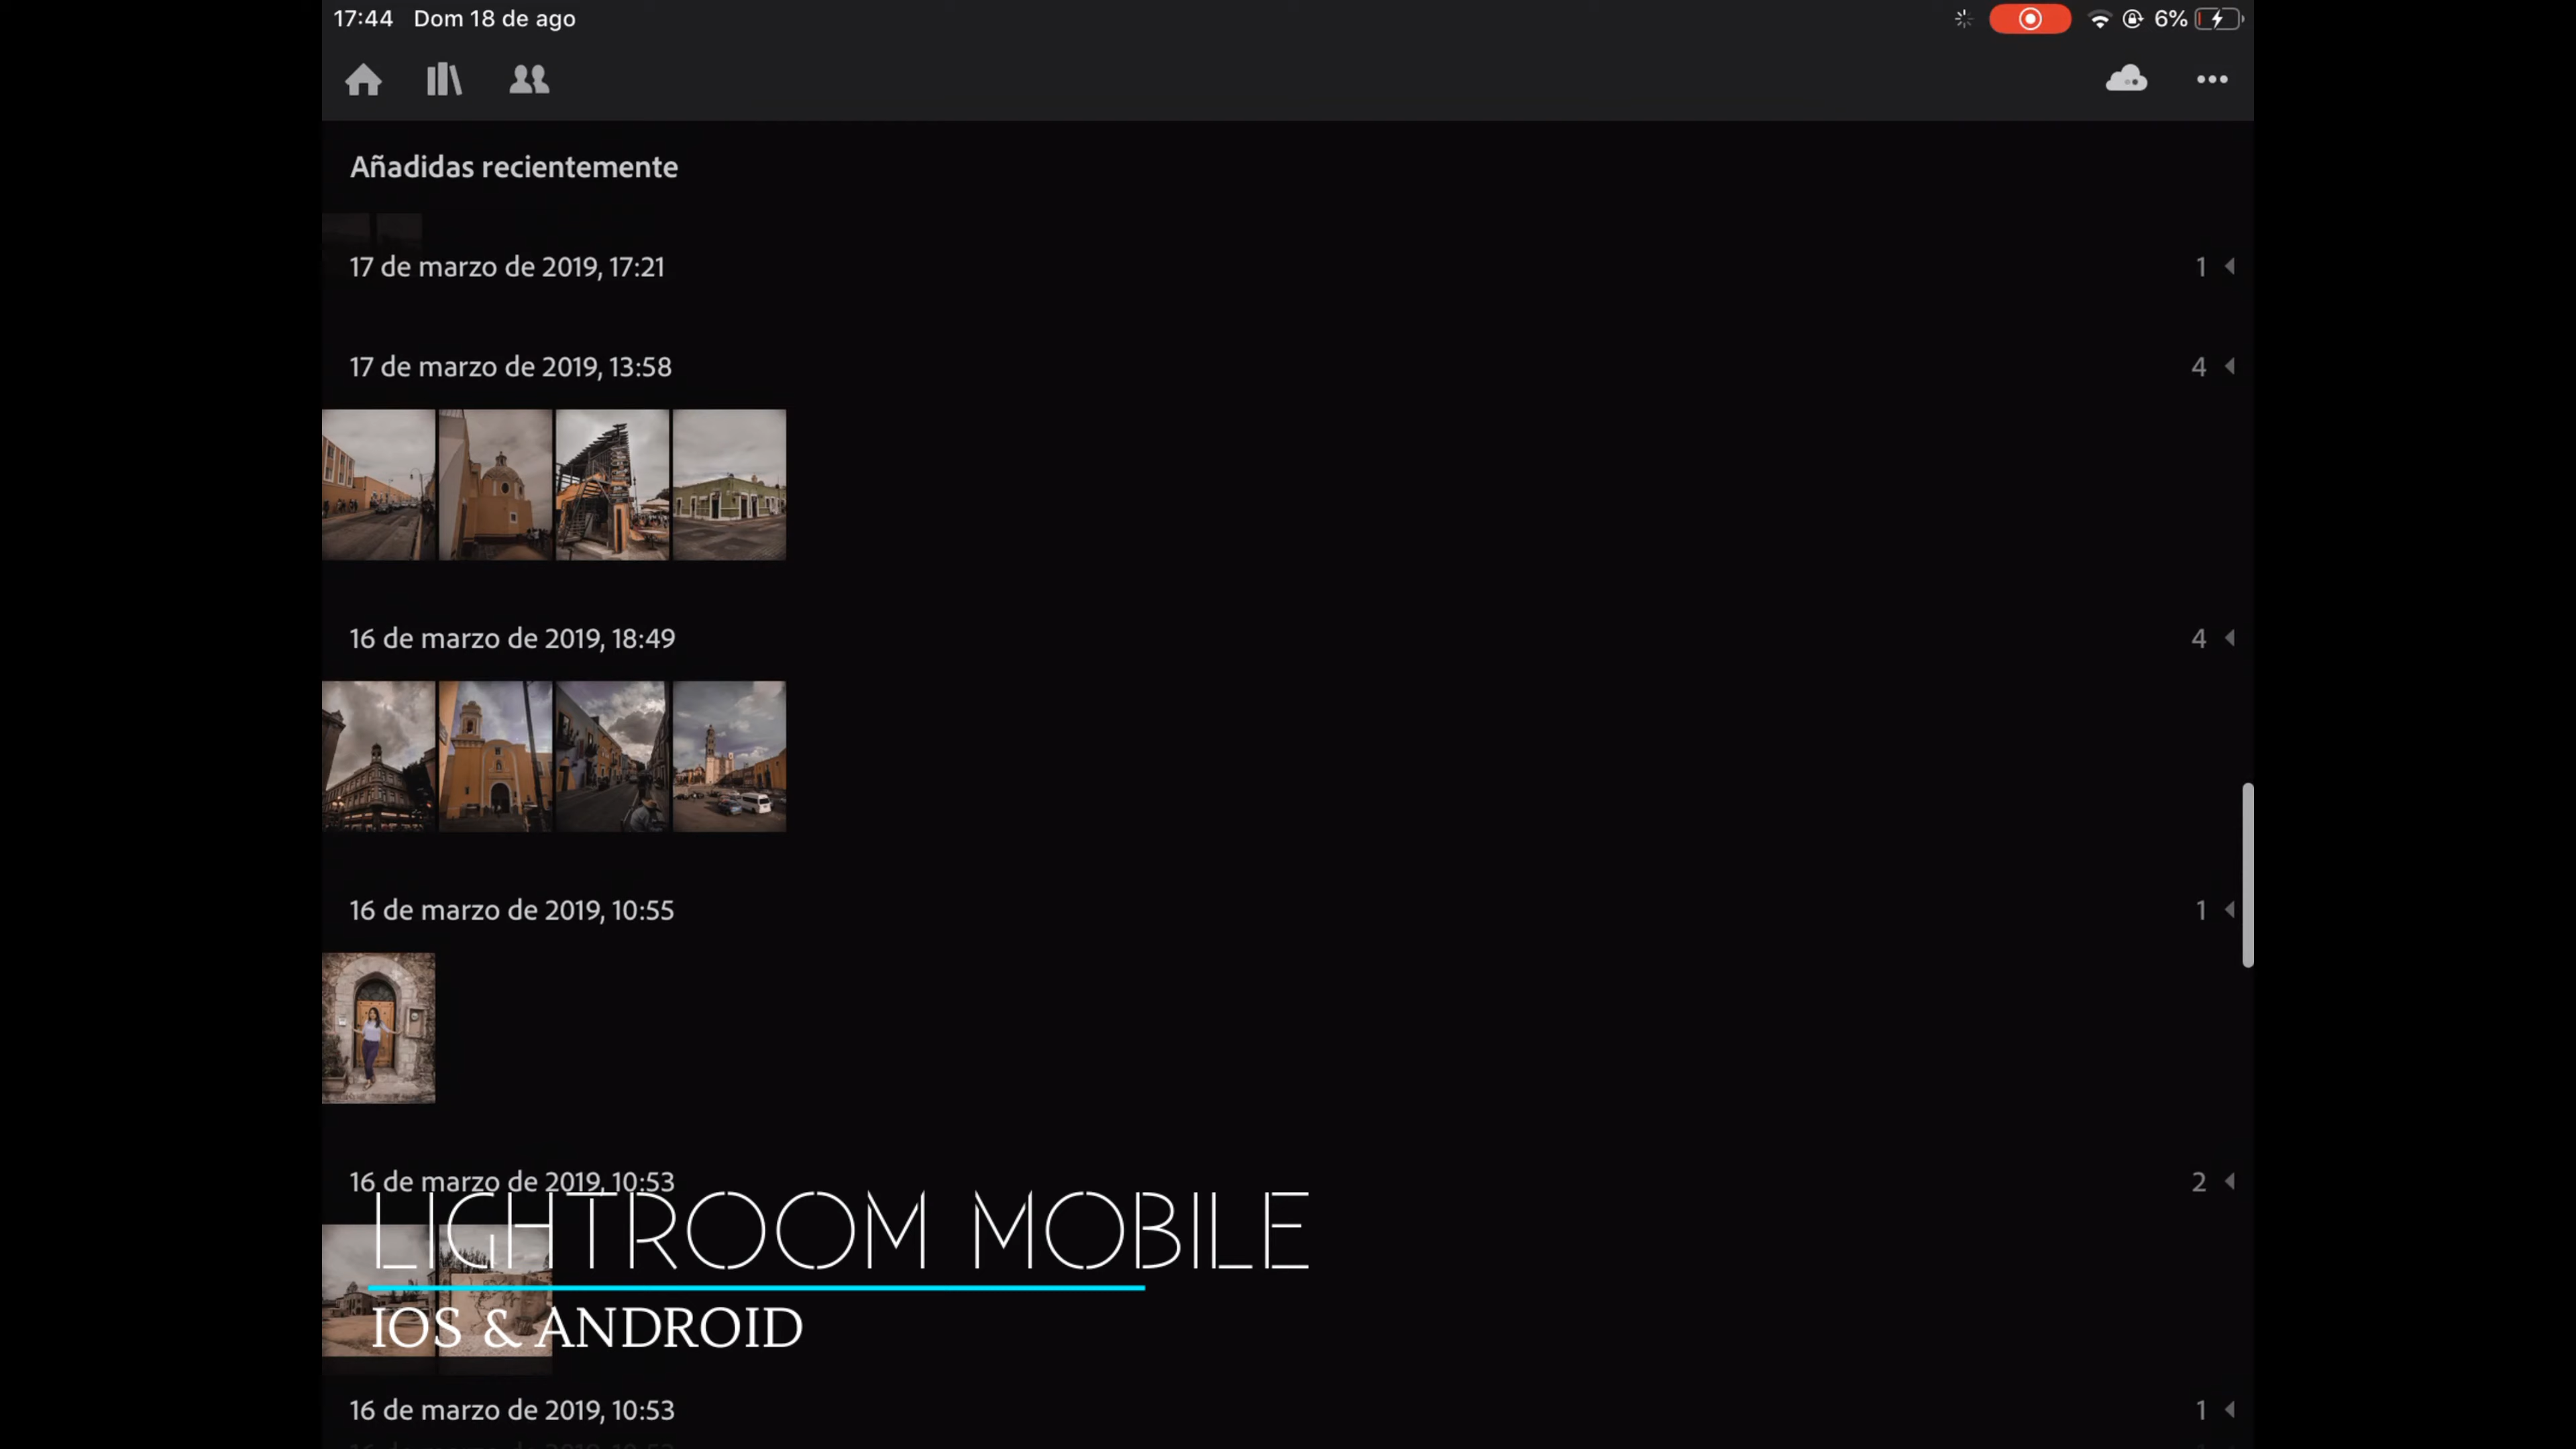 17:44 Dom 18 de ago 6%
Añadidas recientemente
17 de marzo de 2019, 17:21 1
17 de marzo de 2019, 13:58 4
16 de marzo de 2019, 18:49 4
16 de marzo de 2019, 10:55 1
16 de marzo de 2019, 10:53 2
LIGHTROOM MOBILE
IOS & ANDROID
16 de marzo de 2019, 10:53 1